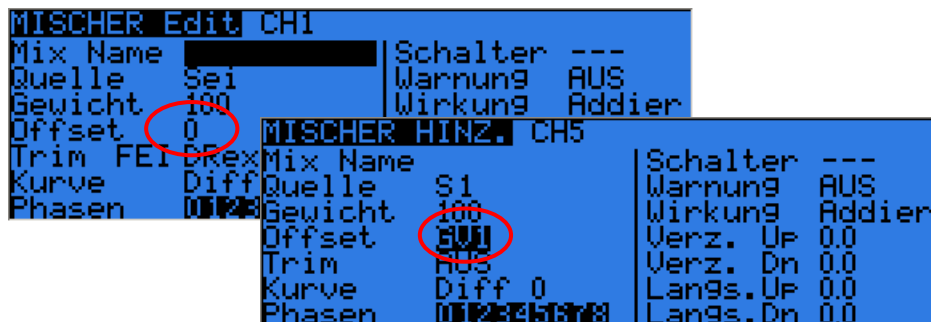 MISCHER Edit CH1
Mix Name Schalter ---
Quelle Sei Warnung AUS
Gewicht 100 Wirkung Addier
Offset 0
Trim FEI DRex
Kurve Diff
Phasen 0123
MISCHER HINZ. CH5
Mix Name Schalter ---
Quelle S1 Warnung AUS
Gewicht 100 Wirkung Addier
Offset GW1 Verz. Up 0.0
Trim AUS Verz. Dn 0.0
Kurve Diff 0 Langs.Up 0.0
Phasen 012345678 Langs.Dn 0.0